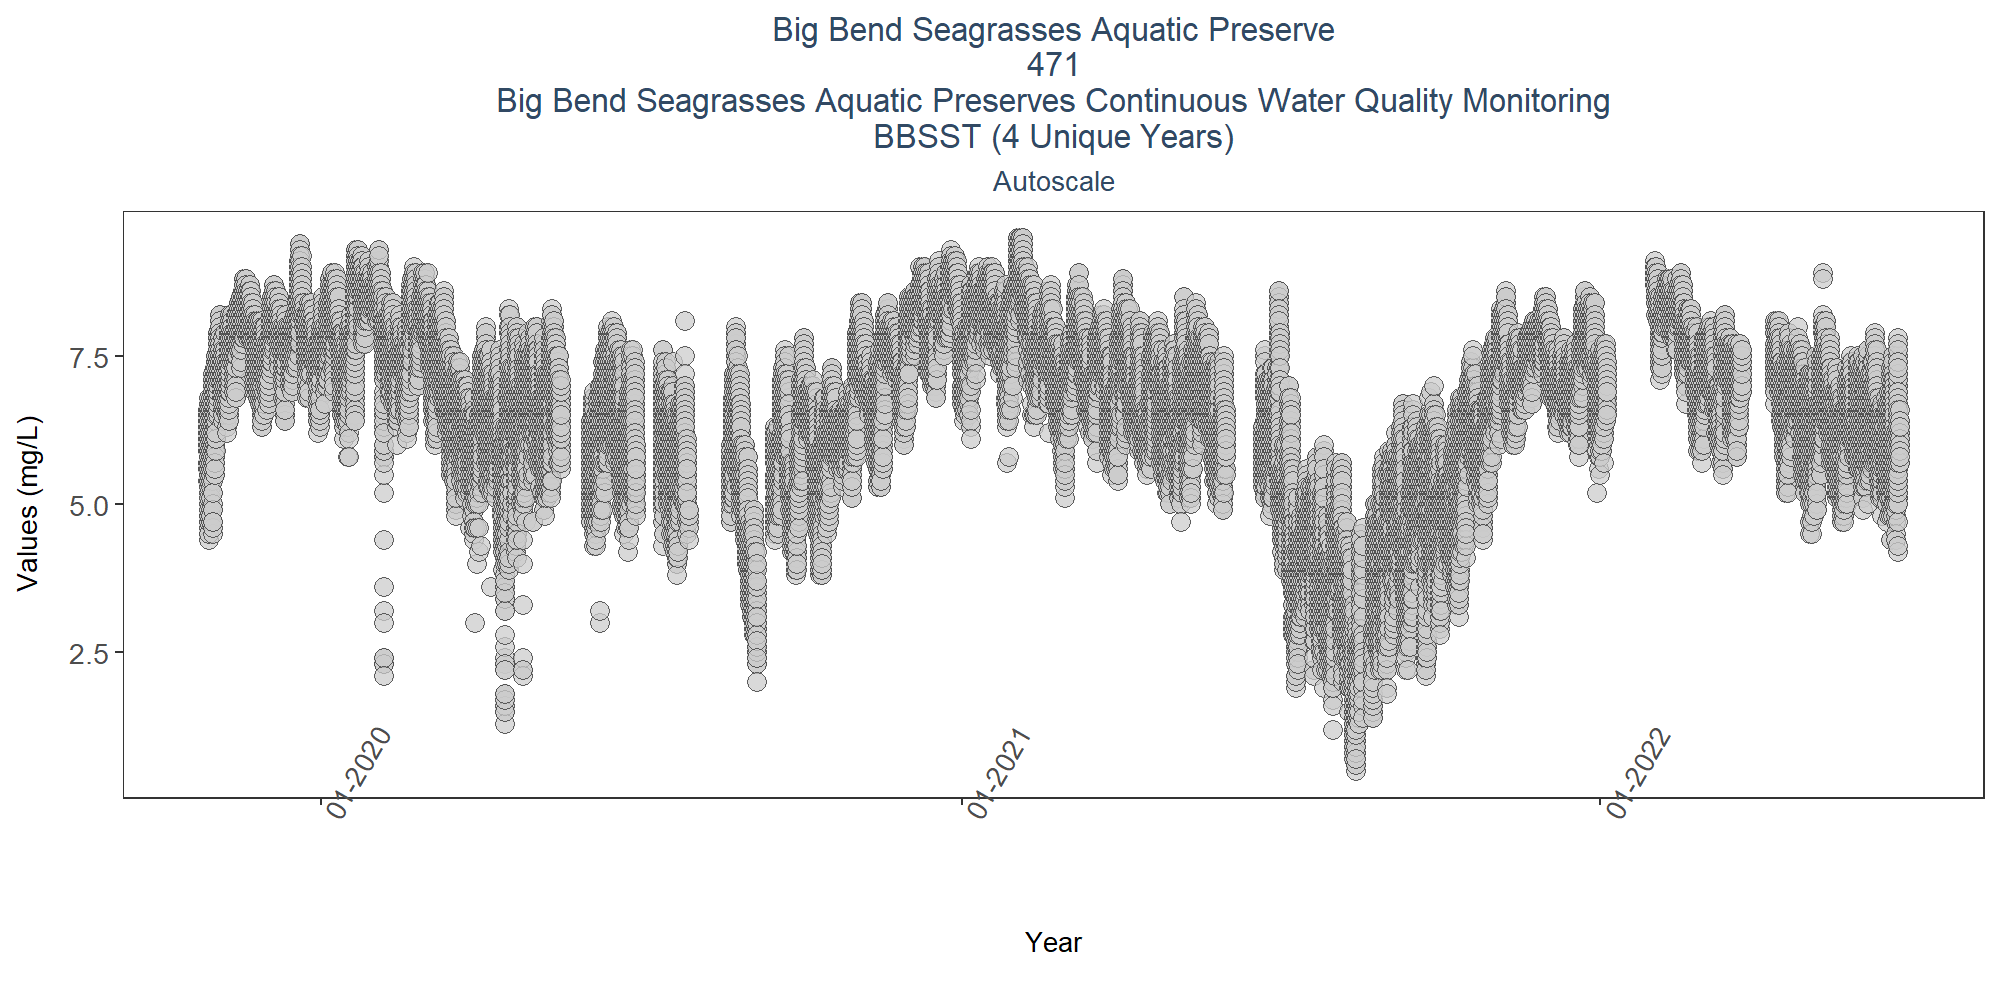 Big Bend Seagrasses Aquatic Preserve
471
Big Bend Seagrasses Aquatic Preserves Continuous Water Quality Monitoring
BBSST (4 Unique Years)
Autoscale
Values (mg/L)
7.5
5.0
2.5
01-2020
01-2021
01-2022
Year